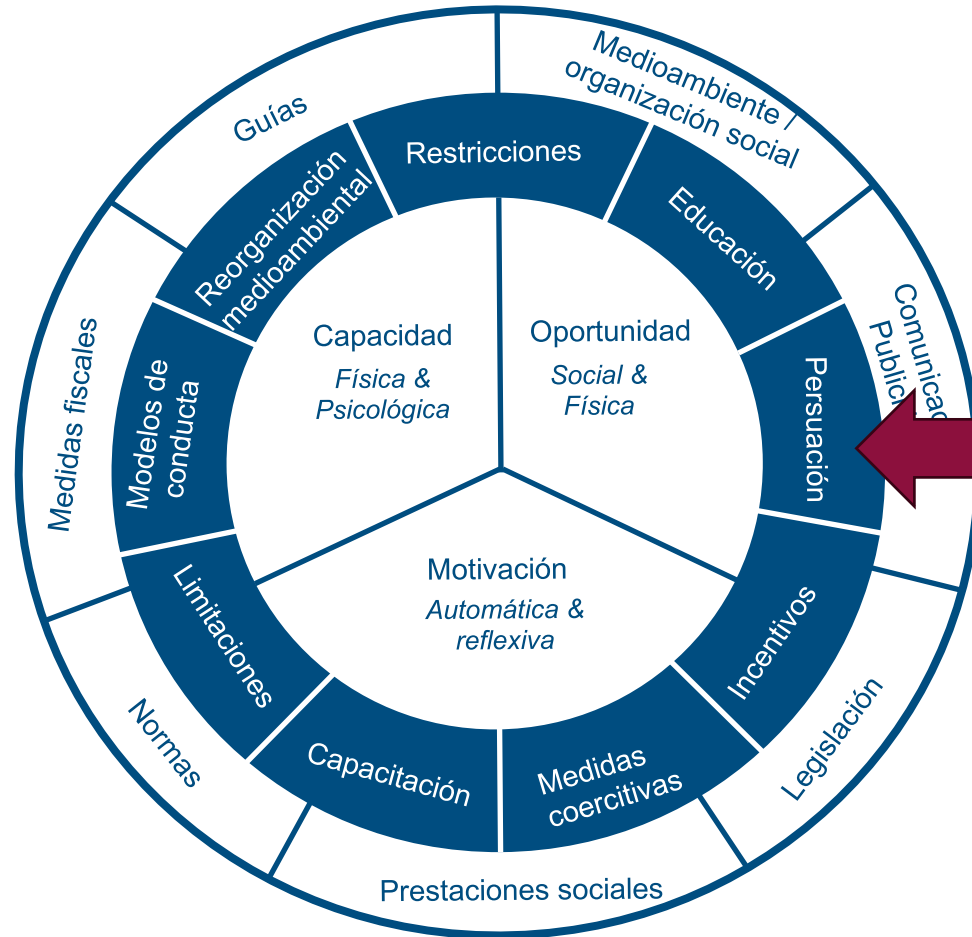 Guías
Medioambiente /
organización social
Restricciones
Reorganización
medioambiental
Educación
Capacidad
Física &
Psicológica
Oportunidad
Social &
Física
Medidas fiscales
Modelos de
conducta
Persuación
Motivación
Automática &
reflexiva
Limitaciones
Incentivos
Normas
Capacitación
Medidas
coercitivas
Legislación
Prestaciones sociales